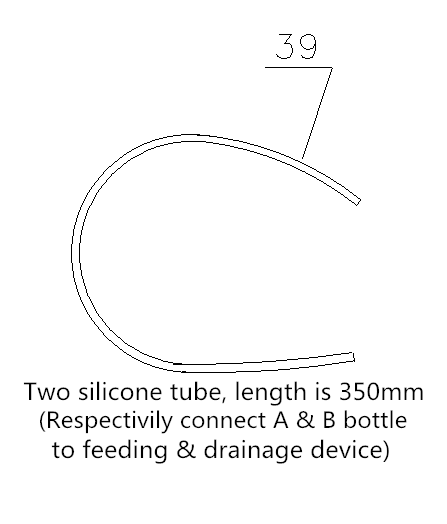 39
Two silicone tube, length is 350mm
(Respectivily connect A & B bottle
to feeding & drainage device)